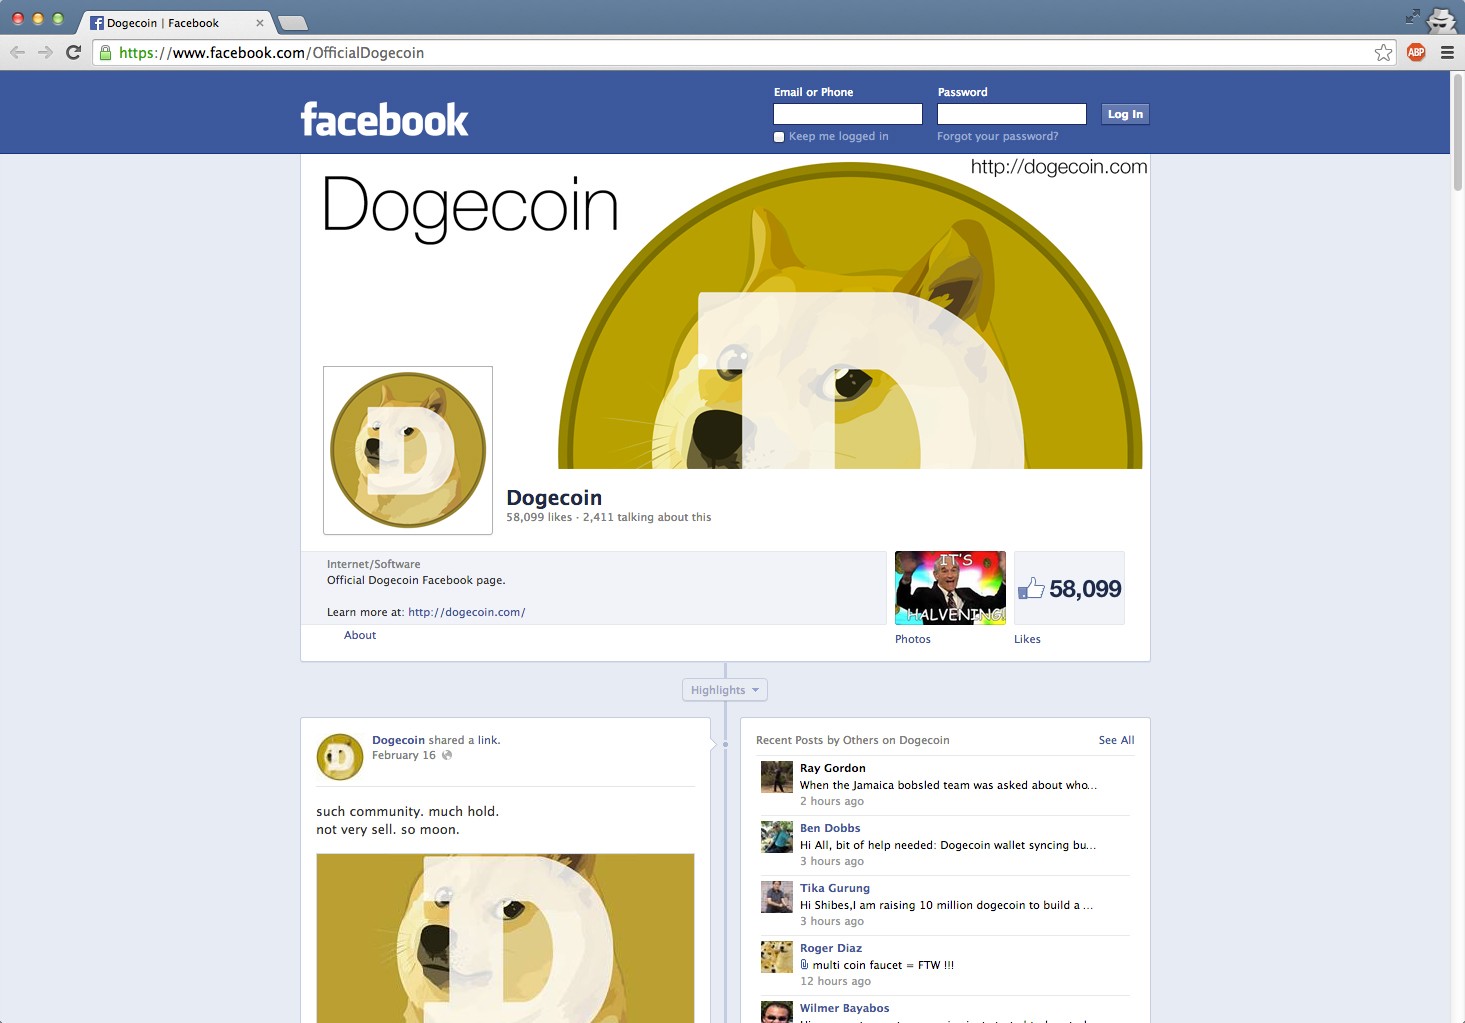 Dogecoin | Facebook
https://www.facebook.com/OfficialDogecoin
ABP
facebook
Email or Phone
Password
Log In
Keep me logged in
Forgot your password?
Dogecoin
http://dogecoin.com
D
D
Dogecoin
58,099 likes · 2,411 talking about this
Internet/Software
Official Dogecoin Facebook page.
Learn more at: http://dogecoin.com/
About
IT'S
HALVENING!
Photos
58,099
Likes
Highlights
D
Dogecoin shared a link.
February 16
such community. much hold.
not very sell. so moon.
D
Recent Posts by Others on Dogecoin
See All
Ray Gordon
When the Jamaica bobsled team was asked about who...
2 hours ago
Ben Dobbs
Hi All, bit of help needed: Dogecoin wallet syncing bu...
3 hours ago
Tika Gurung
Hi Shibes,I am raising 10 million dogecoin to build a ...
3 hours ago
Roger Diaz
multi coin faucet = FTW !!!
12 hours ago
Wilmer Bayabos